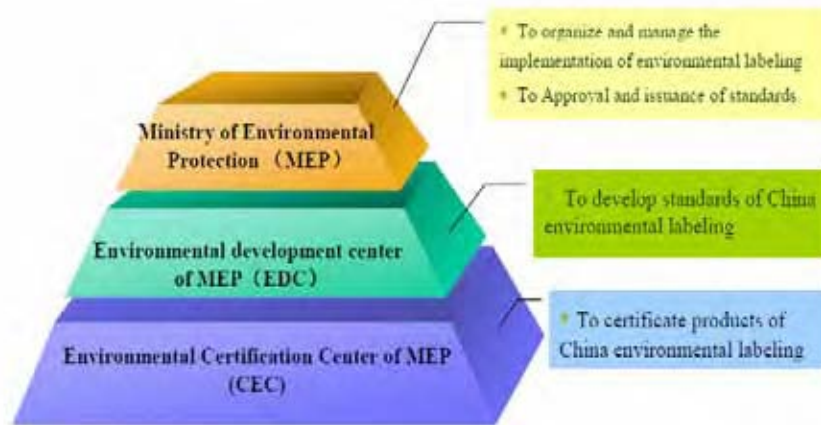 • To organize and manage the
implementation of environmental labeling
• To Approval and issuance of standards
Ministry of Environmental
Protection （MEP）
To develop standards of China
environmental labeling
Environmental development center
of MEP（EDC）
• To certificate products of
China environmental labeling
Environmental Certification Center of MEP
(CEC)